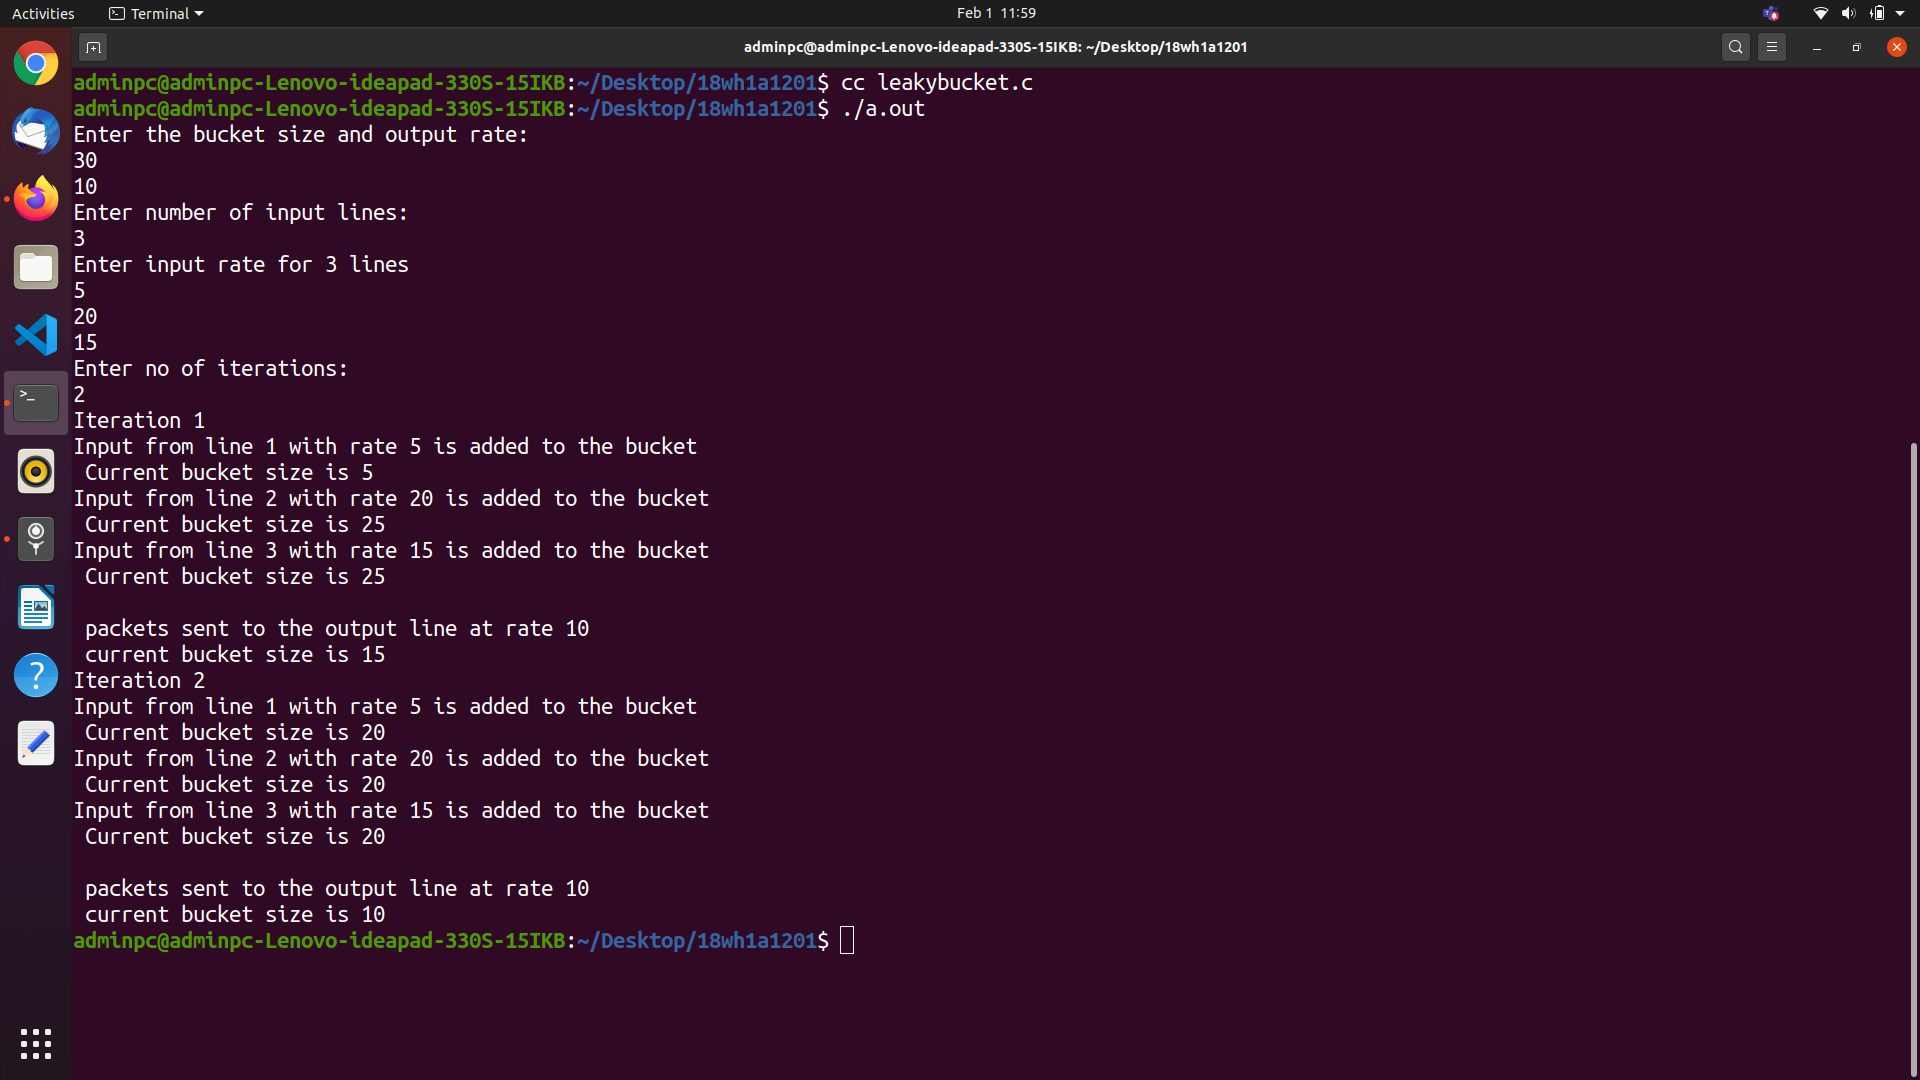 Activities Terminal Feb 1 11:59
adminpc@adminpc-Lenovo-ideapad-330S-15IKB: ~/Desktop/18wh1a1201
adminpc@adminpc-Lenovo-ideapad-330S-15IKB:~/Desktop/18wh1a1201$ cc leakybucket.c
adminpc@adminpc-Lenovo-ideapad-330S-15IKB:~/Desktop/18wh1a1201$ ./a.out
Enter the bucket size and output rate:
30
10
Enter number of input lines:
3
Enter input rate for 3 lines
5
20
15
Enter no of iterations:
2
Iteration 1
Input from line 1 with rate 5 is added to the bucket
 Current bucket size is 5
Input from line 2 with rate 20 is added to the bucket
 Current bucket size is 25
Input from line 3 with rate 15 is added to the bucket
 Current bucket size is 25

 packets sent to the output line at rate 10
 current bucket size is 15
Iteration 2
Input from line 1 with rate 5 is added to the bucket
 Current bucket size is 20
Input from line 2 with rate 20 is added to the bucket
 Current bucket size is 20
Input from line 3 with rate 15 is added to the bucket
 Current bucket size is 20

 packets sent to the output line at rate 10
 current bucket size is 10
adminpc@adminpc-Lenovo-ideapad-330S-15IKB:~/Desktop/18wh1a1201$